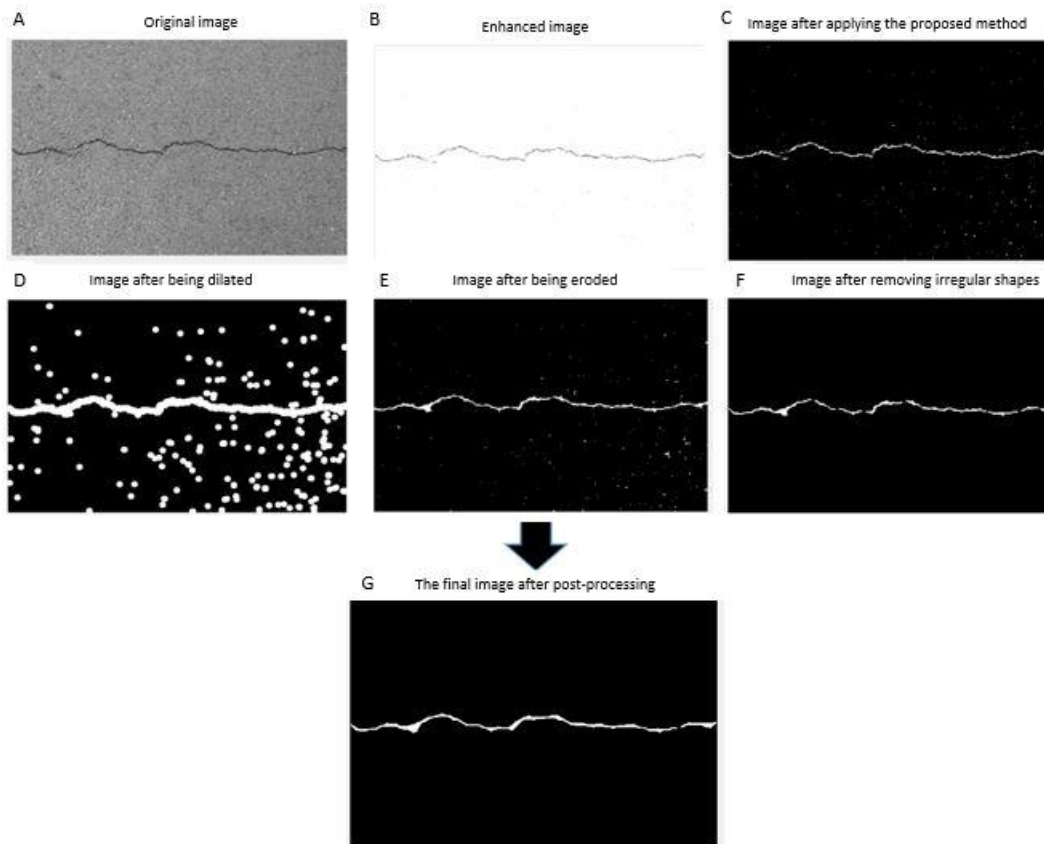 A
Original image
B
Enhanced image
C
Image after applying the proposed method
D
Image after being dilated
E
Image after being eroded
F
Image after removing irregular shapes
G
The final image after post-processing